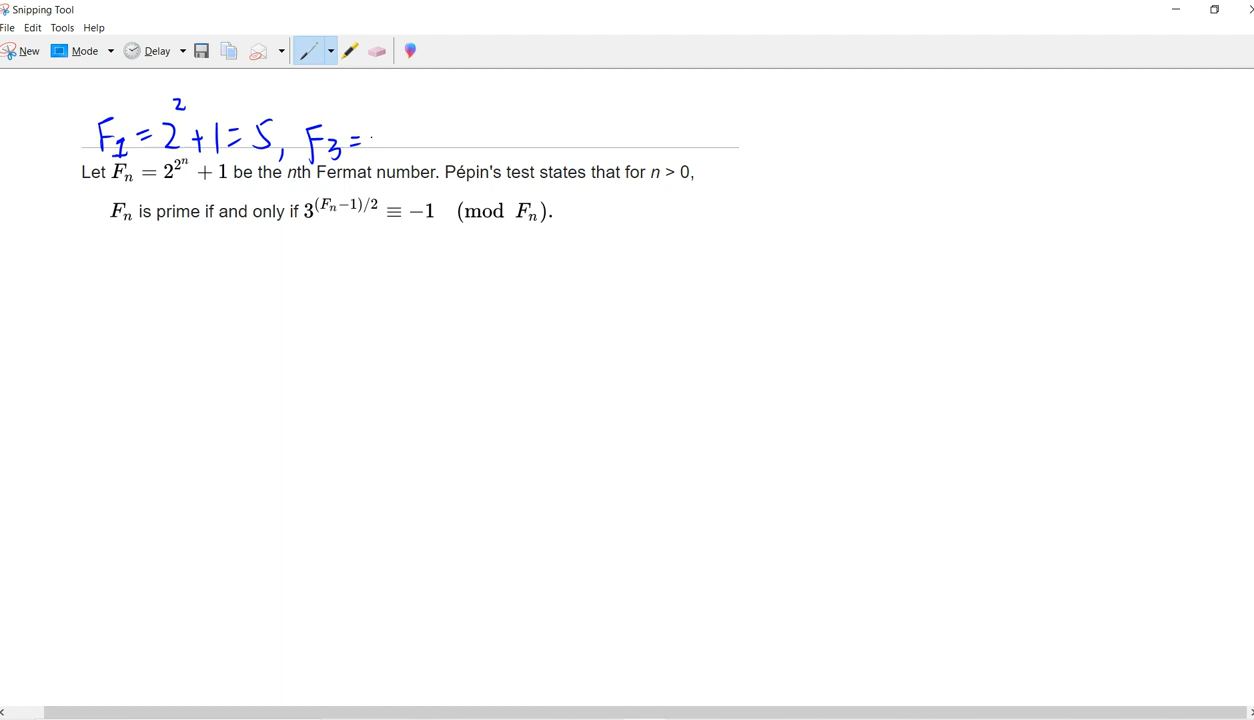 Snipping Tool
File Edit Tools Help
New Mode Delay
F₁ = 2² + 1 = 5, F₃ =
Let Fₙ = 2^{2^n} + 1 be the nth Fermat number. Pépin's test states that for n > 0,
Fₙ is prime if and only if 3^{(Fₙ−1)/2} ≡ −1 (mod Fₙ).